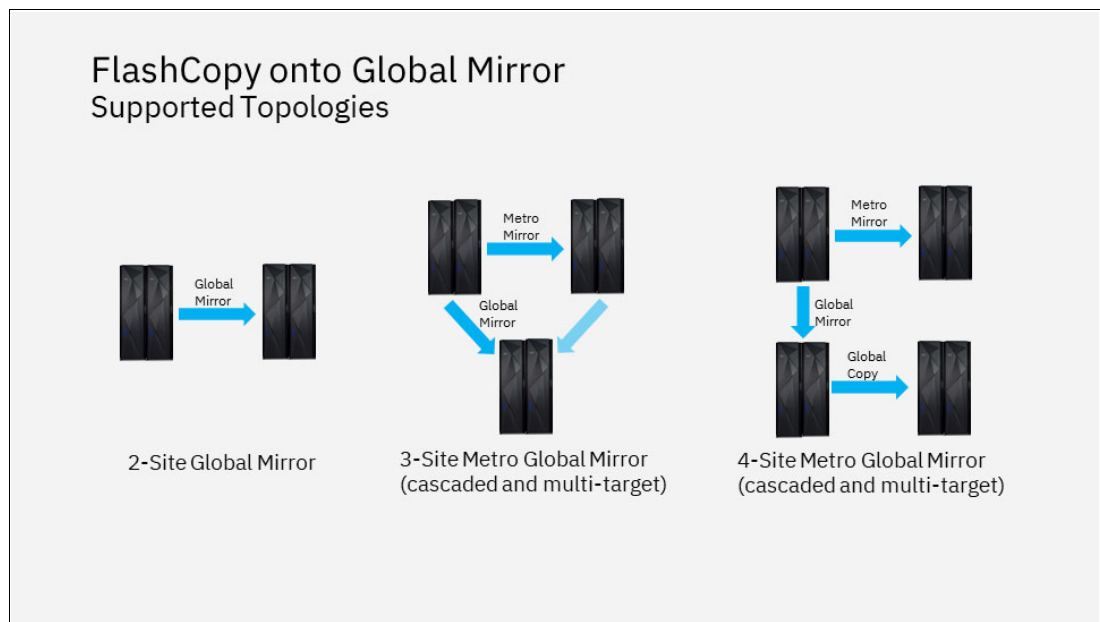 FlashCopy onto Global Mirror
Supported Topologies
Global
Mirror
2-Site Global Mirror
Metro
Mirror
Global
Mirror
3-Site Metro Global Mirror
(cascaded and multi-target)
Metro
Mirror
Global
Mirror
Global
Copy
4-Site Metro Global Mirror
(cascaded and multi-target)